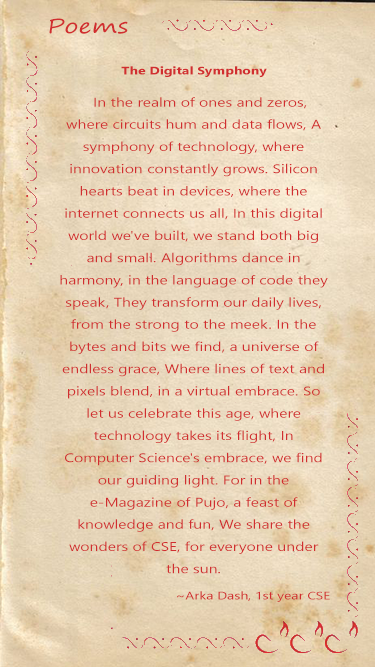 Poems
The Digital Symphony
In the realm of ones and zeros,
where circuits hum and data flows, A
symphony of technology, where
innovation constantly grows. Silicon
hearts beat in devices, where the
internet connects us all, In this digital
world we've built, we stand both big
and small. Algorithms dance in
harmony, in the language of code they
speak, They transform our daily lives,
from the strong to the meek. In the
bytes and bits we find, a universe of
endless grace, Where lines of text and
pixels blend, in a virtual embrace. So
let us celebrate this age, where
technology takes its flight, In
Computer Science's embrace, we find
our guiding light. For in the
e-Magazine of Pujo, a feast of
knowledge and fun, We share the
wonders of CSE, for everyone under
the sun.
~Arka Dash, 1st year CSE